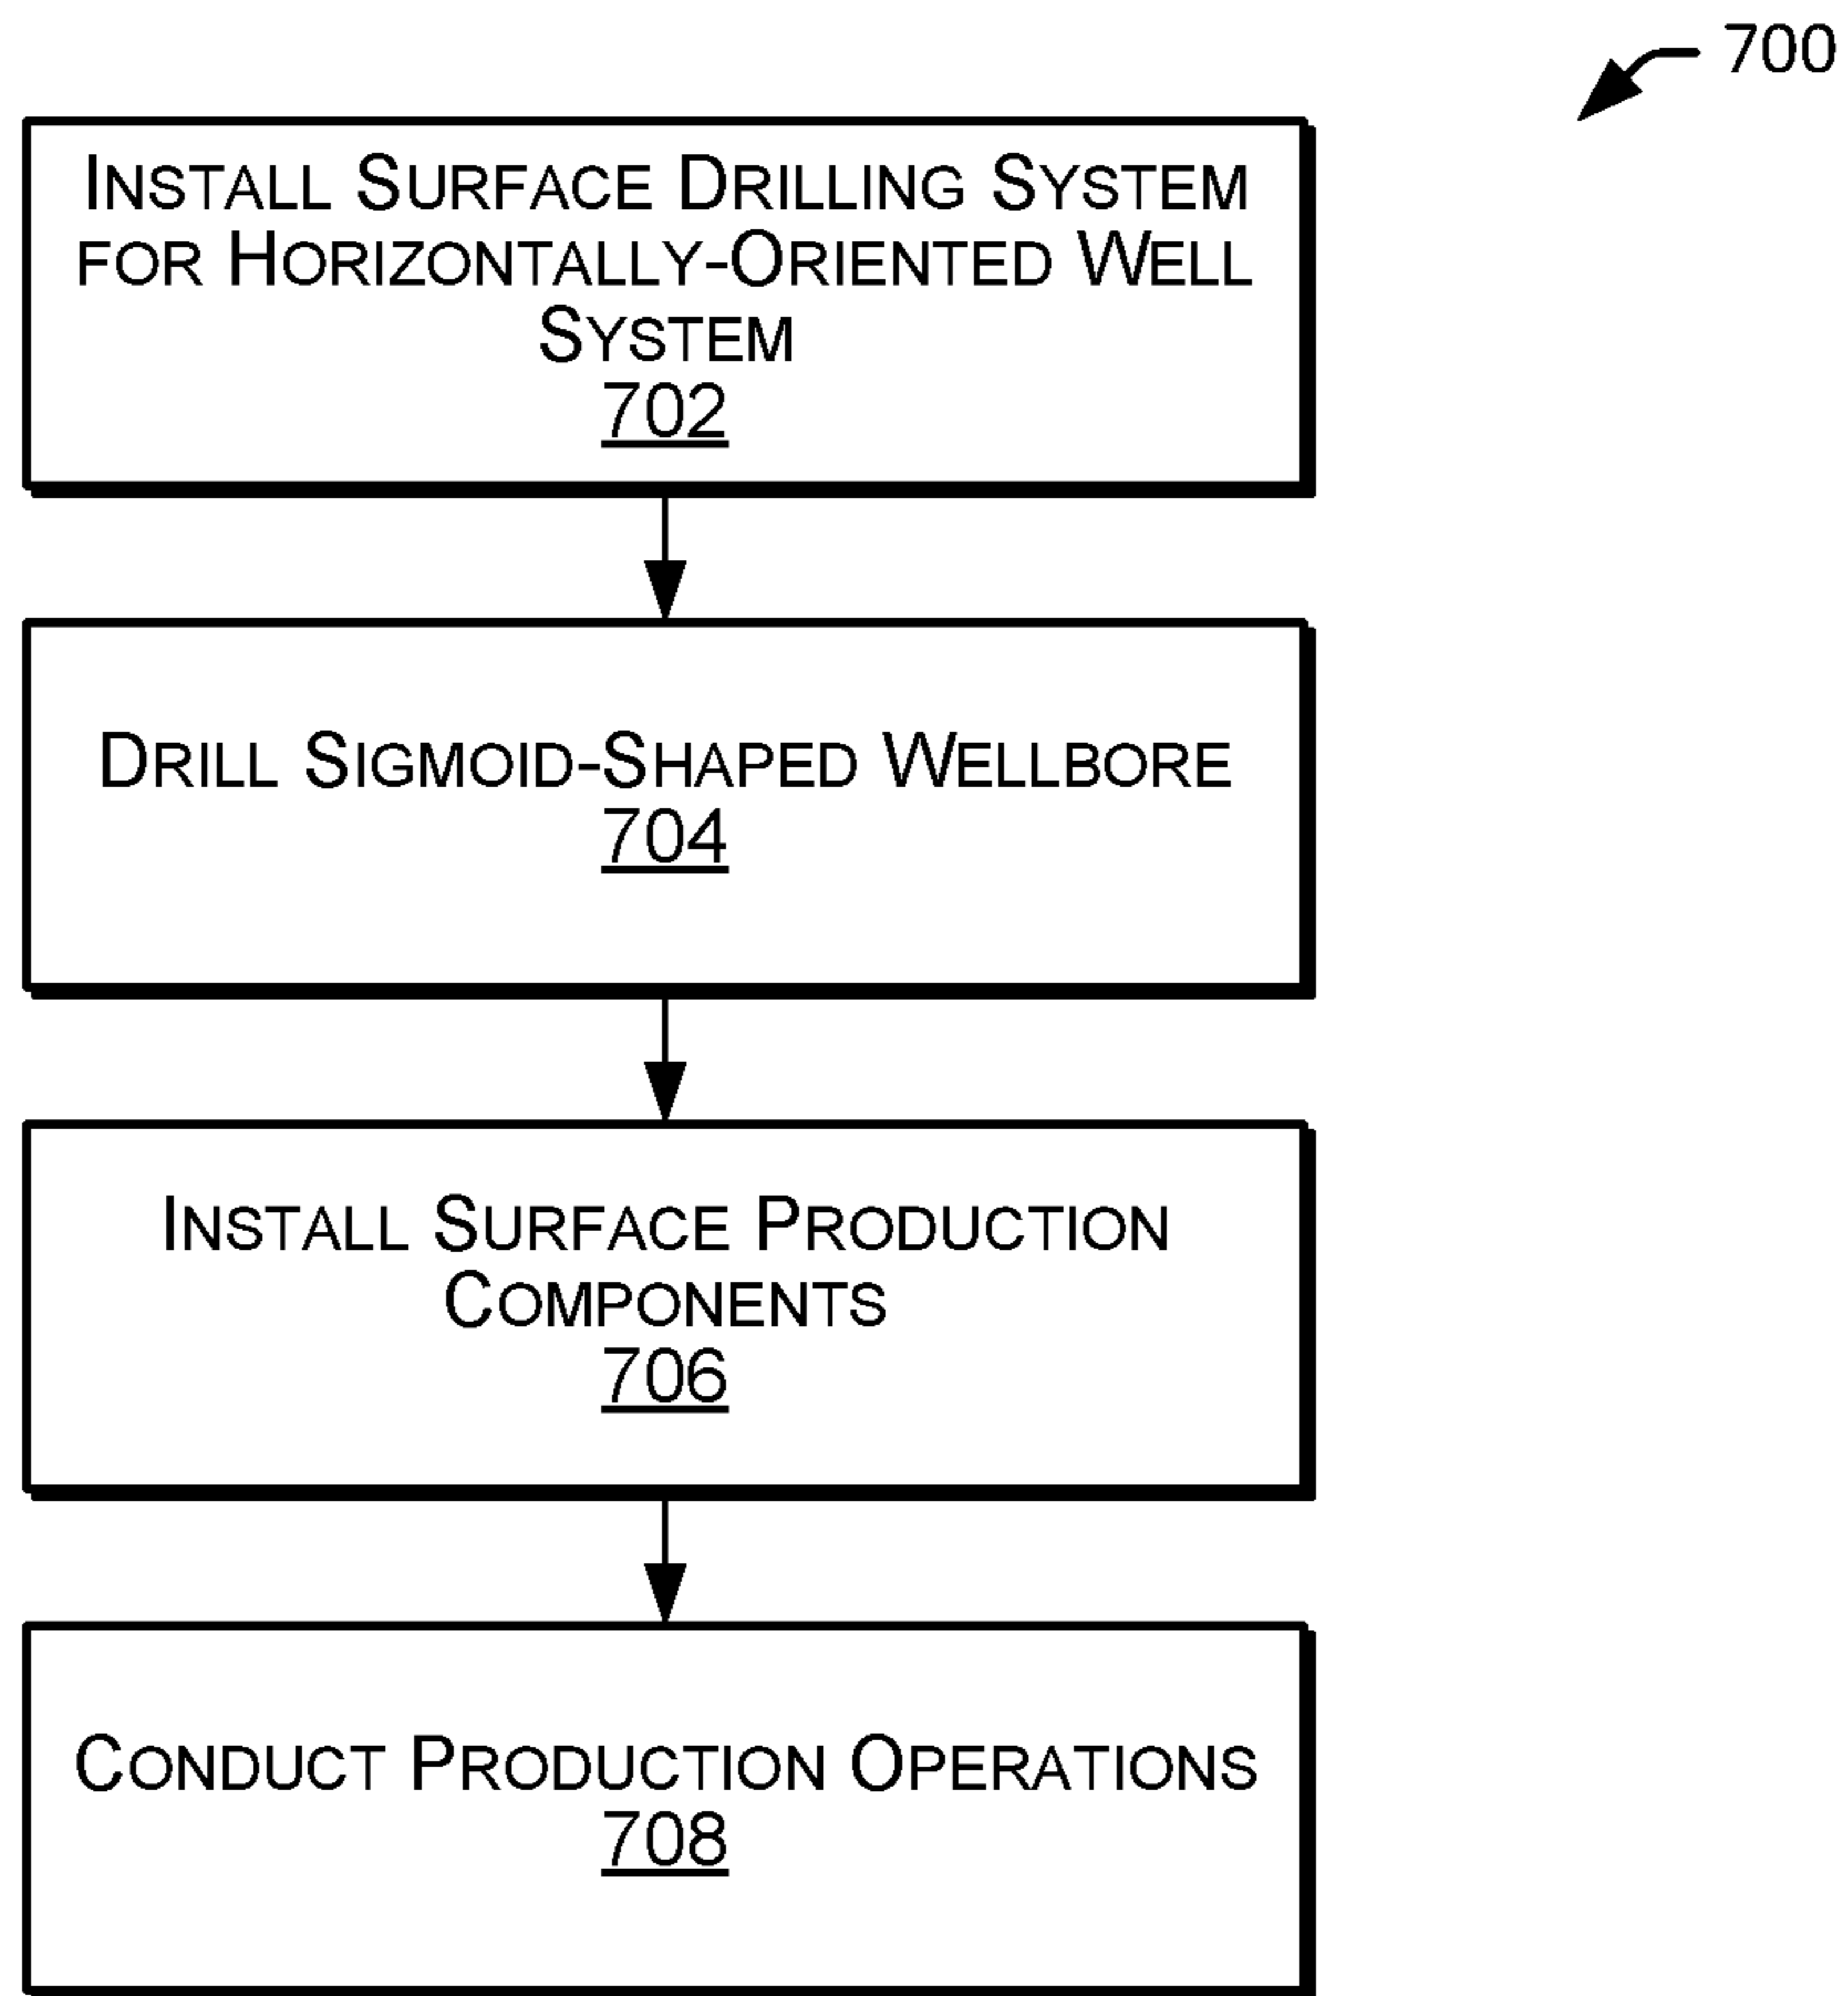 700
Install Surface Drilling System
for Horizontally-Oriented Well
System
702
Drill Sigmoid-Shaped Wellbore
704
Install Surface Production
Components
706
Conduct Production Operations
708